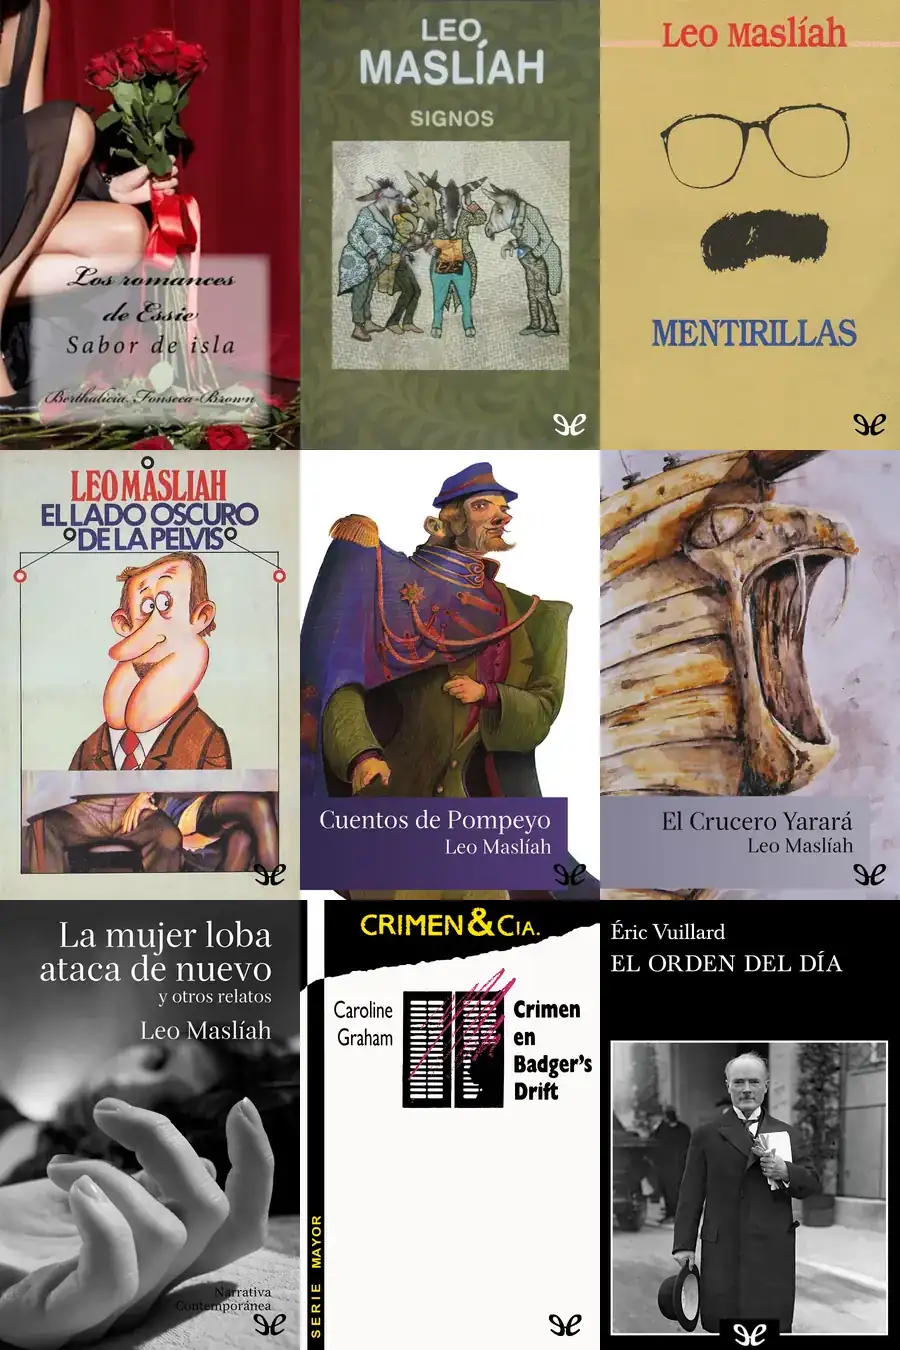 Los romances
de Essie
Sabor de isla
Berthalicia Fonseca-Brown
LEO
MASLÍAH
SIGNOS
Leo Maslíah
MENTIRILLAS
LEO MASLIAH
EL LADO OSCURO
DE LA PELVIS
Cuentos de Pompeyo
Leo Maslíah
El Crucero Yarará
Leo Maslíah
La mujer loba
ataca de nuevo
y otros relatos
Leo Maslíah
Narrativa
Contemporánea
CRIMEN & CIA.
Caroline
Graham
Crimen
en
Badger's
Drift
SERIE MAYOR
Éric Vuillard
EL ORDEN DEL DÍA